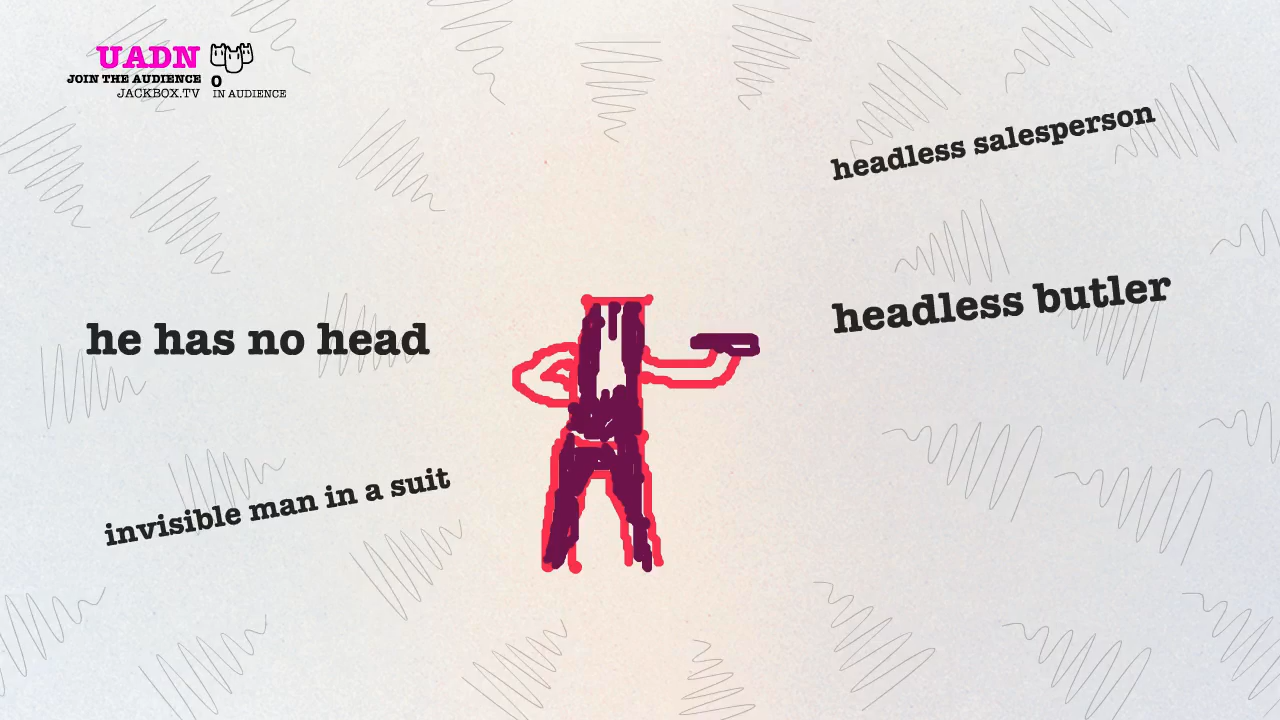 UADN
JOIN THE AUDIENCE
JACKBOX.TV
0
IN AUDIENCE
headless salesperson
he has no head
headless butler
invisible man in a suit